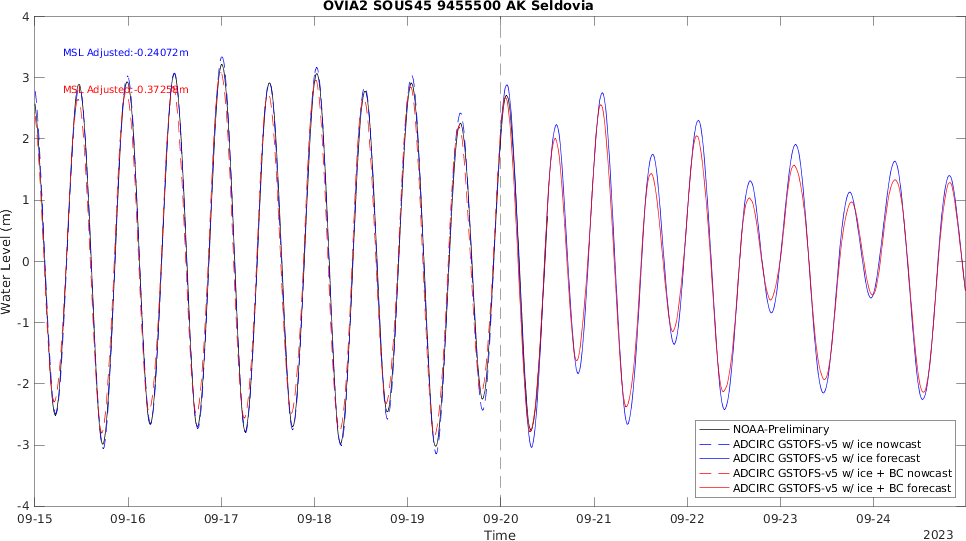 OVIA2 SOUS45 9455500 AK Seldovia
MSL Adjusted:-0.24072m
MSL Adjusted:-0.37258m
Water Level (m)
4
3
2
1
0
-1
-2
-3
-4
09-15 09-16 09-17 09-18 09-19 09-20 09-21 09-22 09-23 09-24
Time
2023
NOAA-Preliminary
ADCIRC GSTOFS-v5 w/ ice nowcast
ADCIRC GSTOFS-v5 w/ ice forecast
ADCIRC GSTOFS-v5 w/ ice + BC nowcast
ADCIRC GSTOFS-v5 w/ ice + BC forecast